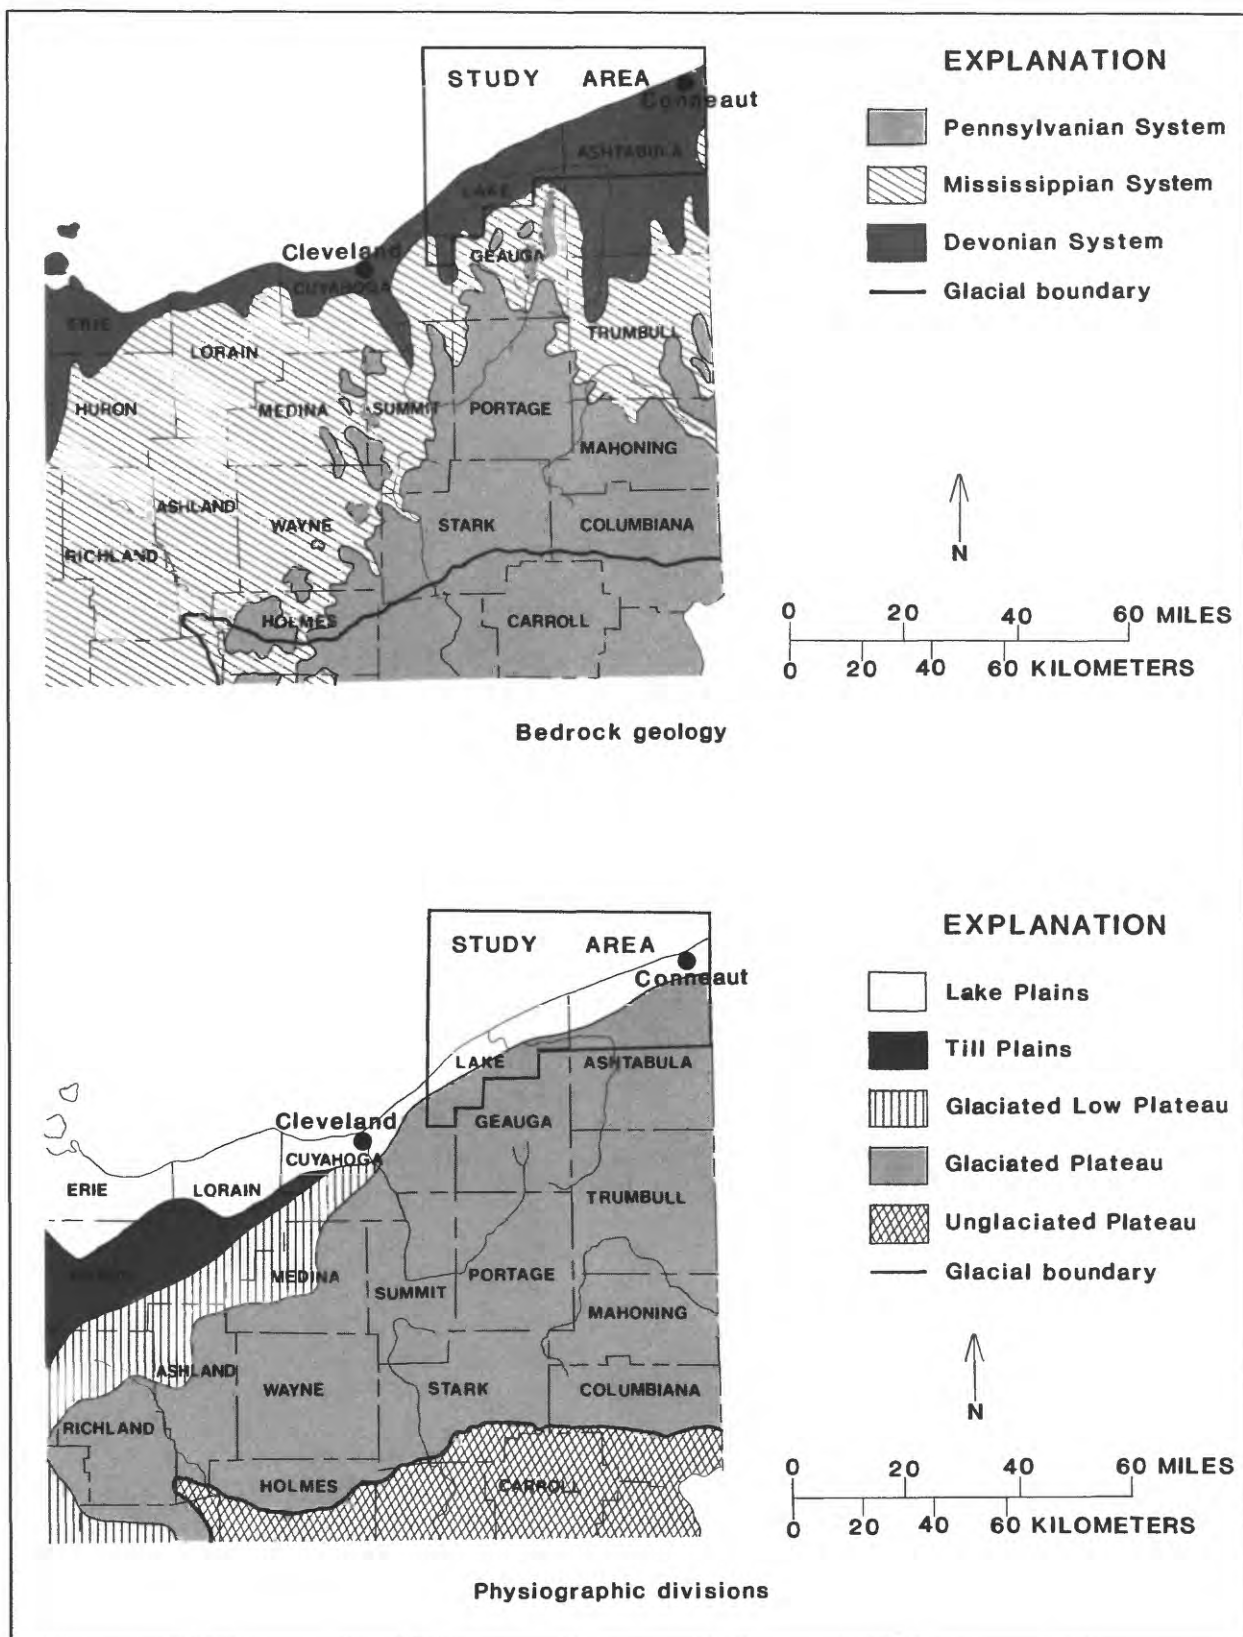 STUDY AREA
Conneaut
ASHTABULA
LAKE
Cleveland
GEAUGA
CUYAHOGA
ERIE
TRUMBULL
LORAIN
HURON
MEDINA
SUMMIT
PORTAGE
MAHONING
ASHLAND
WAYNE
STARK
COLUMBIANA
RICHLAND
HOLMES
CARROLL
EXPLANATION
Pennsylvanian System
Mississippian System
Devonian System
Glacial boundary
N
0 20 40 60 MILES
0 20 40 60 KILOMETERS
Bedrock geology
STUDY AREA
Conneaut
LAKE
ASHTABULA
Cleveland
GEAUGA
CUYAHOGA
ERIE
LORAIN
TRUMBULL
MEDINA
PORTAGE
SUMMIT
MAHONING
ASHLAND
WAYNE
STARK
COLUMBIANA
RICHLAND
HOLMES
CARROLL
EXPLANATION
Lake Plains
Till Plains
Glaciated Low Plateau
Glaciated Plateau
Unglaciated Plateau
Glacial boundary
N
0 20 40 60 MILES
0 20 40 60 KILOMETERS
Physiographic divisions